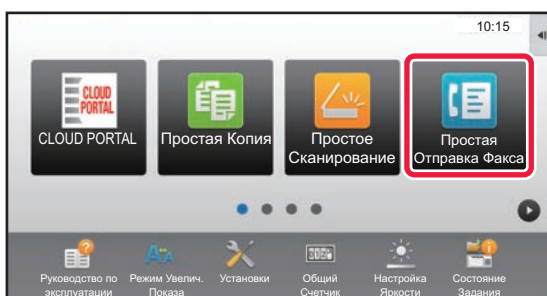 10:15
CLOUD
PORTAL
CLOUD PORTAL
Простая Копия
Простое
Сканирование
Простая
Отправка Факса
Руководство по
эксплуатации
Режим Увелич.
Показа
Установки
Общий
Счетчик
Настройка
Яркости
Состояние
Задания